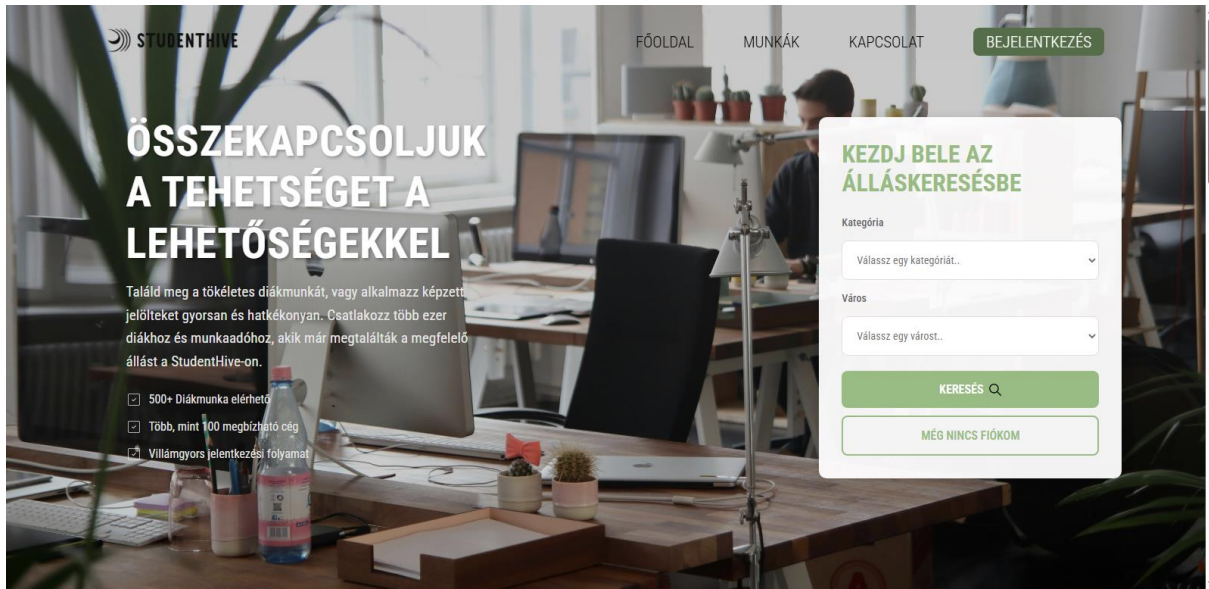 STUDENTHIVE
FŐOLDAL
MUNKÁK
KAPCSOLAT
BEJELENTKEZÉS
ÖSSZEKAPCSOLJUK
A TEHETSÉGET A
LEHETŐSÉGEKKEL
Találd meg a tökéletes diákmunkát, vagy alkalmazz képzett
jelölteket gyorsan és hatkékonyan. Csatlakozz több ezer
diákhoz és munkaadóhoz, akik már megtalálták a megfelelő
állást a StudentHive-on.
500+ Diákmunka elérhető
Több, mint 100 megbízható cég
Villámgyors jelentkezési folyamat
KEZDJ BELE AZ
ÁLLÁSKERESÉSBE
Kategória
Válassz egy kategóriát..
Város
Válassz egy várost..
KERESÉS
MÉG NINCS FIÓKOM